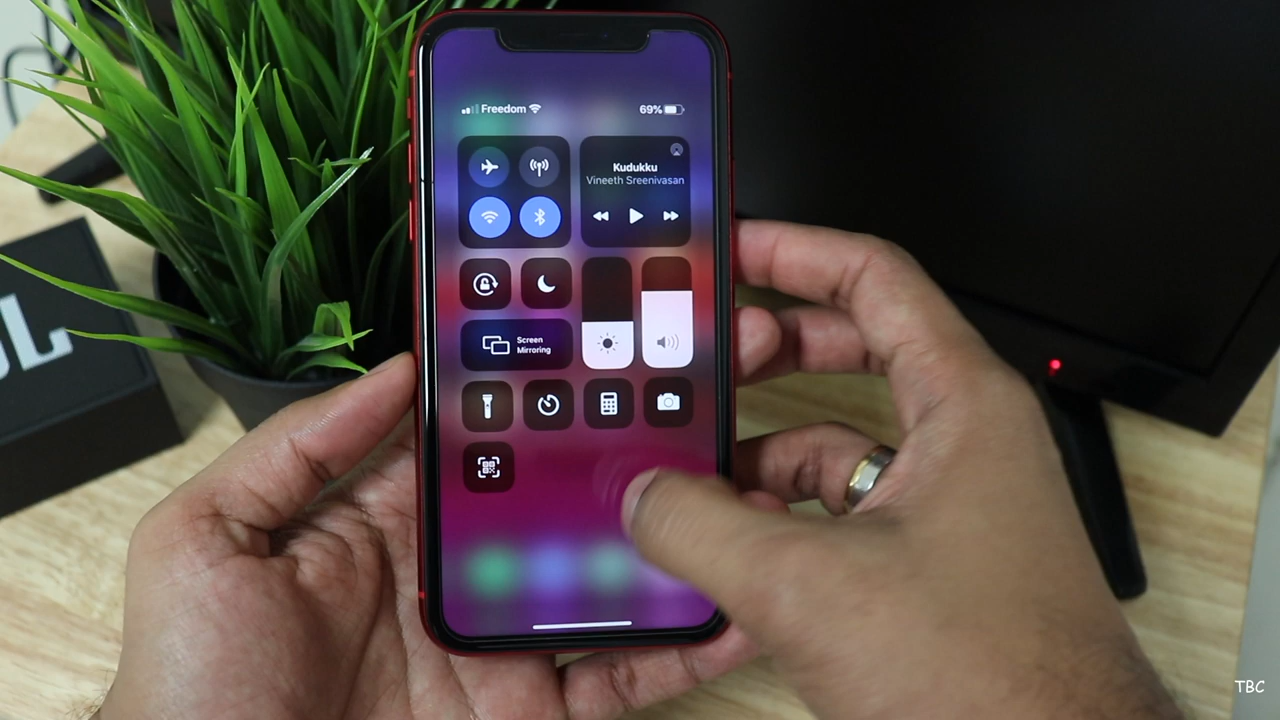 Freedom
69%
Kudukku
Vineeth Sreenivasan
Screen
Mirroring
TBC